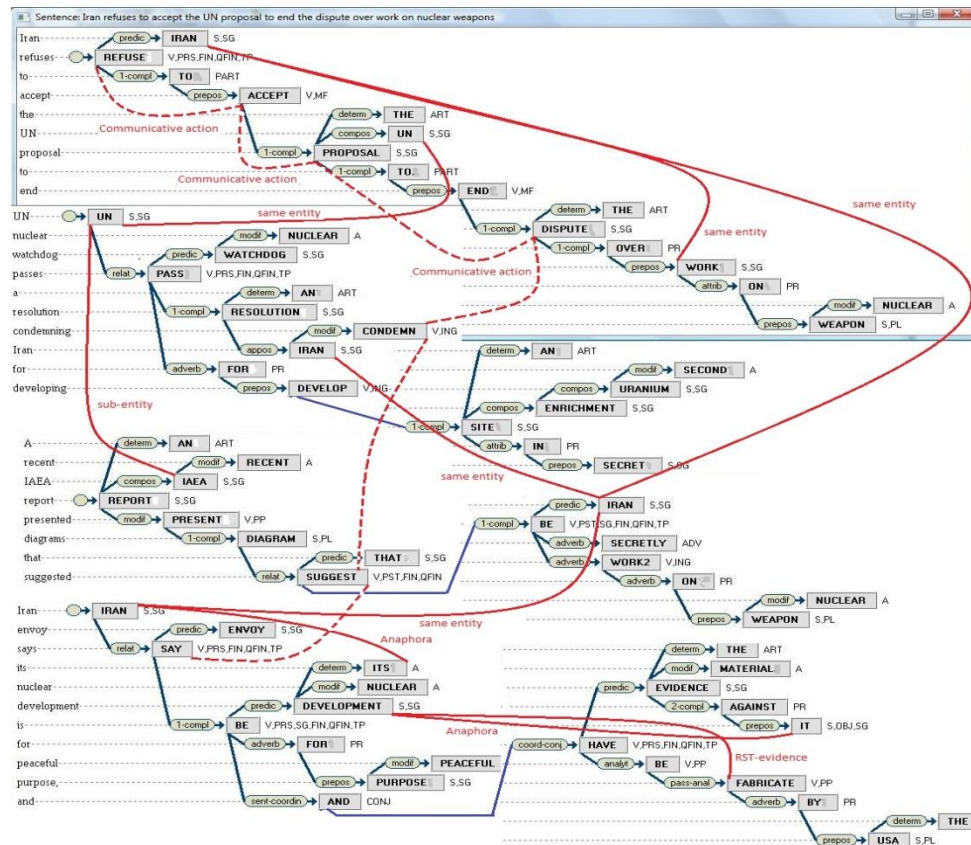 Sentence: Iran refuses to accept the UN proposal to end the dispute over work on nuclear weapons
Iran predic IRAN S,SG
refuses REFUSE V,PRS,FIN,QFIN,TP
to 1-compl TO PART
accept prepos ACCEPT V,MF
the determ THE ART
Communicative action
UN compos UN S,SG
proposal 1-compl PROPOSAL S,SG
to 1-compl TO PART
Communicative action
end prepos END V,MF
same entity
UN UN S,SG determ THE ART
same entity
1-compl DISPUTE S,SG
nuclear modif NUCLEAR A 1-compl OVER PR
same entity
watchdog predic WATCHDOG S,SG prepos WORK S,SG
Communicative action
passes relat PASS V,PRS,FIN,QFIN,TP attrib ON PR
a determ AN ART modif NUCLEAR A
resolution 1-compl RESOLUTION S,SG prepos WEAPON S,PL
condemning modif CONDEMN V,ING
Iran appos IRAN S,SG determ AN ART
for adverb FOR PR modif SECOND A
developing prepos DEVELOP V,ING compos URANIUM S,SG
sub-entity
compos ENRICHMENT S,SG
1-compl SITE S,SG
A determ AN ART attrib IN PR
recent modif RECENT A prepos SECRET S,SG
same entity
IAEA compos IAEA S,SG
report REPORT S,SG predic IRAN S,SG
presented modif PRESENT V,PP 1-compl BE V,PST,SG,FIN,QFIN,TP
diagrams 1-compl DIAGRAM S,PL adverb SECRETLY ADV
that predic THAT S,SG adverb WORK2 V,ING
suggested relat SUGGEST V,PST,FIN,QFIN adverb ON PR
modif NUCLEAR A
Iran IRAN S,SG prepos WEAPON S,PL
same entity
envoy predic ENVOY S,SG
Anaphora
says relat SAY V,PRS,FIN,QFIN,TP determ THE ART
its determ ITS A modif MATERIAL A
nuclear modif NUCLEAR A predic EVIDENCE S,SG
development predic DEVELOPMENT S,SG 2-compl AGAINST PR
is 1-compl BE V,PRS,SG,FIN,QFIN,TP prepos IT S,OBJ,SG
Anaphora
for adverb FOR PR coord-conj HAVE V,PRS,FIN,QFIN,TP
RST-evidence
peaceful modif PEACEFUL analyt BE V,PP
purpose, prepos PURPOSE S,SG pass-anal FABRICATE V,PP
and sent-coordin AND CONJ adverb BY PR
determ THE
prepos USA S,PL